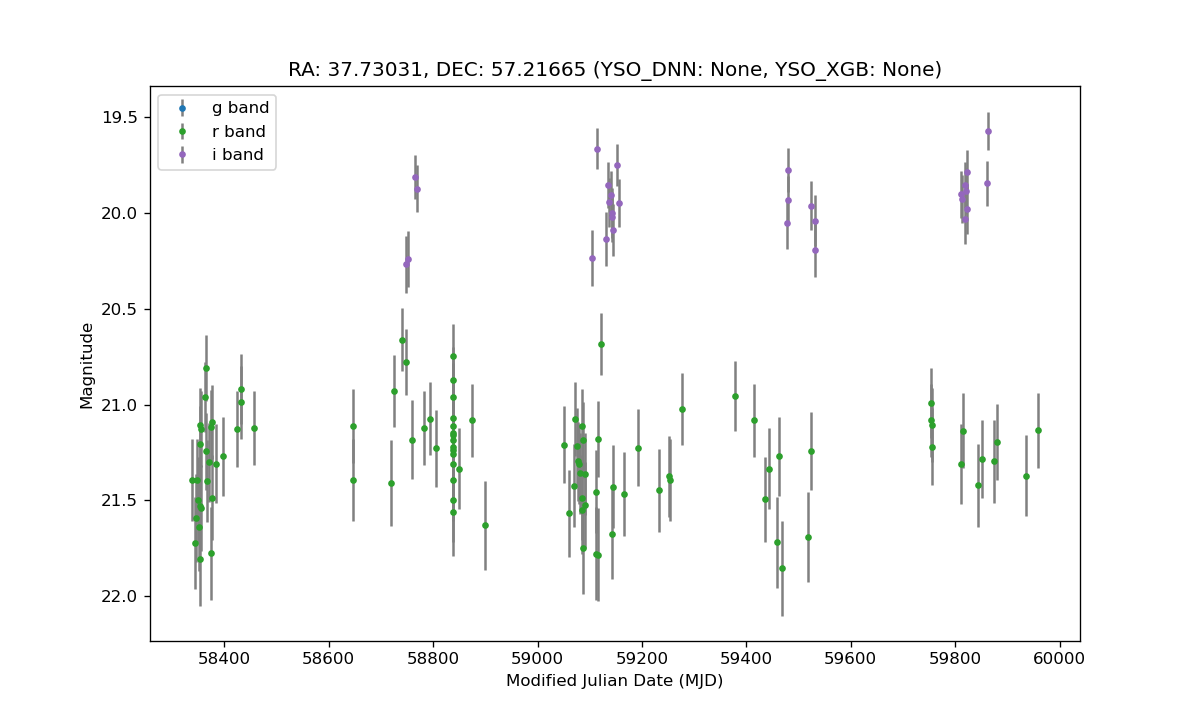 RA: 37.73031, DEC: 57.21665 (YSO_DNN: None, YSO_XGB: None)
g band
r band
i band
19.5
20.0
20.5
21.0
21.5
22.0
Magnitude
58400 58600 58800 59000 59200 59400 59600 59800 60000
Modified Julian Date (MJD)